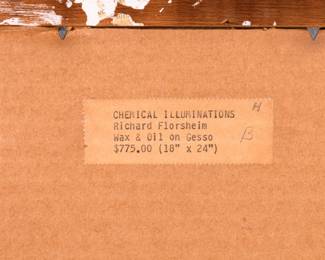 CHEMICAL ILLUMINATIONS
Richard Florsheim
Wax & Oil on Gesso
$775.00 (18" x 24")
H
B